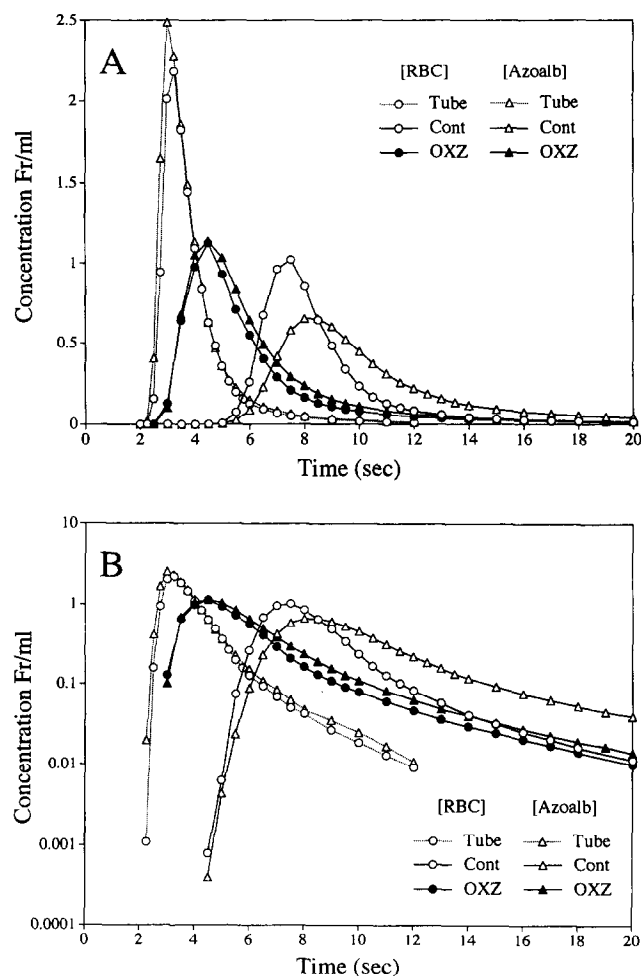 A
2.5
2
1.5
1
0.5
0
Concentration Fr/ml
[RBC] [Azoalb]
Tube Tube
Cont Cont
OXZ OXZ
0 2 4 6 8 10 12 14 16 18 20
Time (sec)
B
10
1
0.1
0.01
0.001
0.0001
Concentration Fr/ml
[RBC] [Azoalb]
Tube Tube
Cont Cont
OXZ OXZ
0 2 4 6 8 10 12 14 16 18 20
Time (sec)